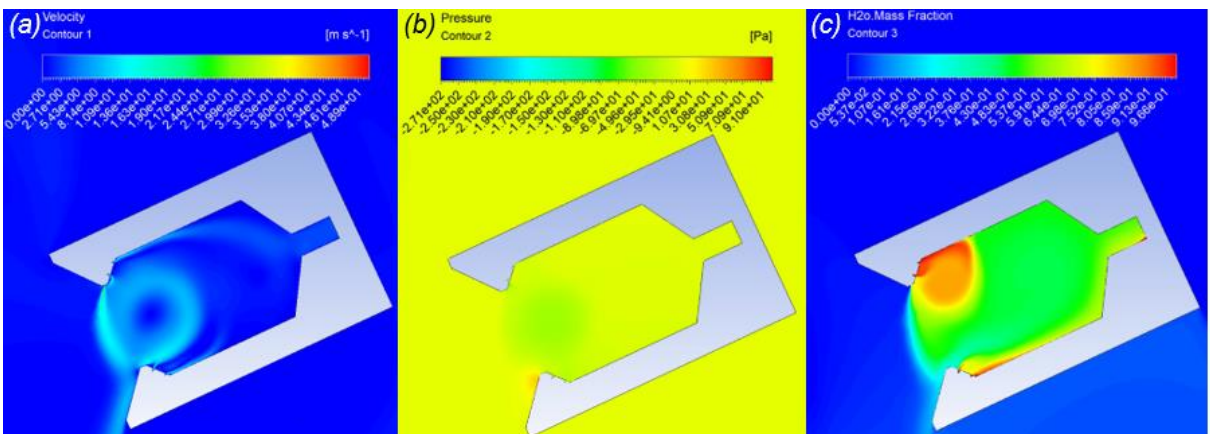 (a) Velocity
Contour 1
[m s^-1]
0.00e+00 2.71e+00 5.43e+00 8.14e+00 1.09e+01 1.36e+01 1.63e+01 1.90e+01 2.17e+01 2.44e+01 2.71e+01 2.99e+01 3.26e+01 3.53e+01 3.80e+01 4.07e+01 4.34e+01 4.61e+01 4.89e+01
(b) Pressure
Contour 2
[Pa]
-2.71e+02 -2.50e+02 -2.30e+02 -2.10e+02 -1.90e+02 -1.70e+02 -1.50e+02 -1.30e+02 -1.10e+02 -8.98e+01 -6.97e+01 -4.96e+01 -2.95e+01 -9.41e+00 1.07e+01 3.08e+01 5.09e+01 7.09e+01 9.10e+01
(c) H2o.Mass Fraction
Contour 3
0.00e+00 5.37e-02 1.07e-01 1.61e-01 2.15e-01 2.68e-01 3.22e-01 3.76e-01 4.30e-01 4.83e-01 5.37e-01 5.91e-01 6.44e-01 6.98e-01 7.52e-01 8.05e-01 8.59e-01 9.13e-01 9.66e-01